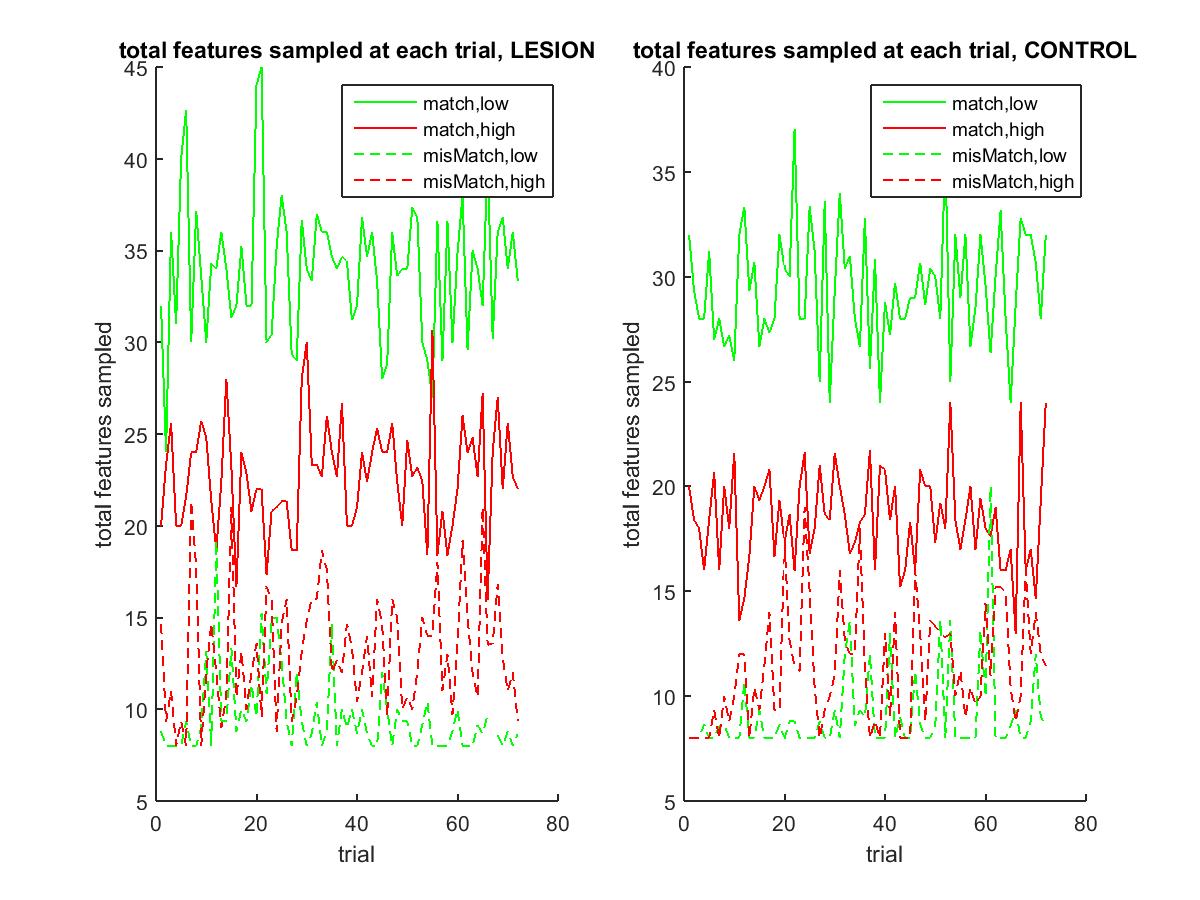 total features sampled at each trial, LESION
45
40
35
30
25
20
15
10
5
0
20
40
60
80
total features sampled
trial
match,low
match,high
misMatch,low
misMatch,high
total features sampled at each trial, CONTROL
40
35
30
25
20
15
10
5
0
20
40
60
80
total features sampled
trial
match,low
match,high
misMatch,low
misMatch,high